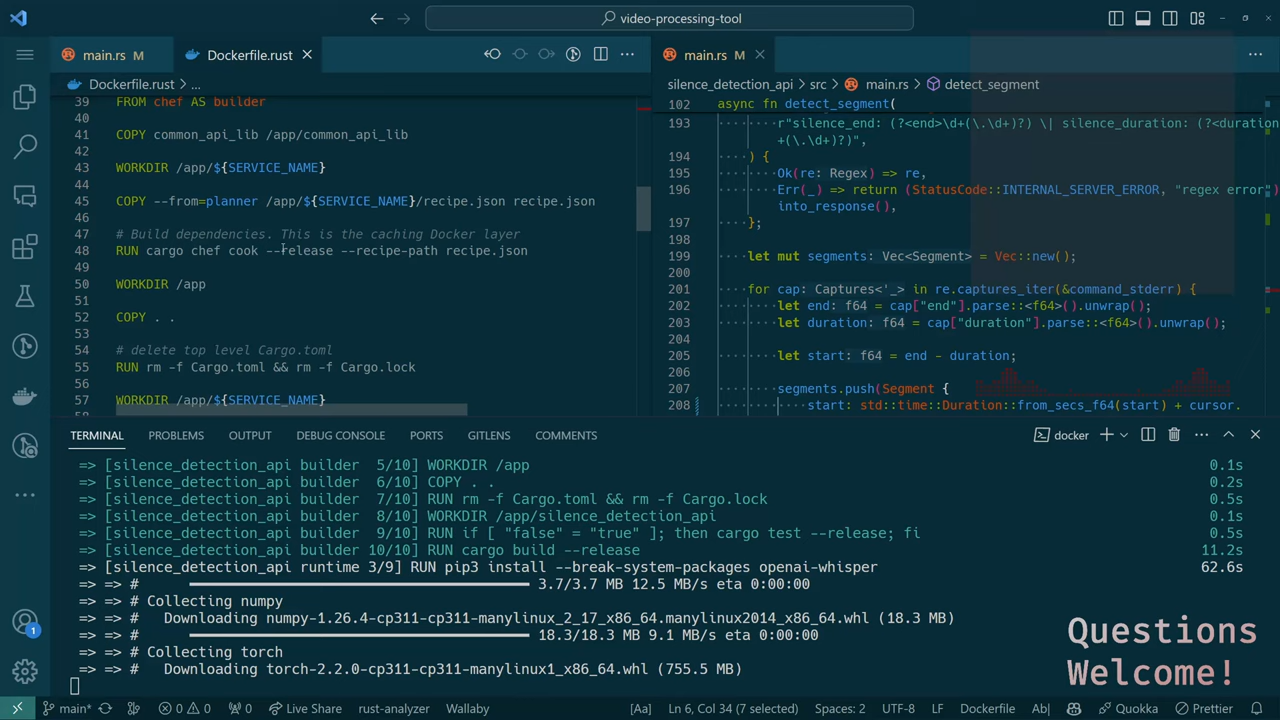 video-processing-tool
main.rs M
Dockerfile.rust
main.rs M
Dockerfile.rust > ...
silence_detection_api > src > main.rs > detect_segment
39 FROM chef AS builder
40
41 COPY common_api_lib /app/common_api_lib
42
43 WORKDIR /app/${SERVICE_NAME}
44
45 COPY --from=planner /app/${SERVICE_NAME}/recipe.json recipe.json
46
47 # Build dependencies. This is the caching Docker layer
48 RUN cargo chef cook --release --recipe-path recipe.json
49
50 WORKDIR /app
51
52 COPY . .
53
54 # delete top level Cargo.toml
55 RUN rm -f Cargo.toml && rm -f Cargo.lock
56
57 WORKDIR /app/${SERVICE_NAME}
102 async fn detect_segment(
193 r"silence_end: (?<end>\d+(\.\d+)?) \| silence_duration: (?<duration
+(\.\d+)?)",
194 ) {
195 Ok(re: Regex) => re,
196 Err(_) => return (StatusCode::INTERNAL_SERVER_ERROR, "regex error")
into_response(),
197 };
198
199 let mut segments: Vec<Segment> = Vec::new();
200
201 for cap: Captures<'_> in re.captures_iter(&command_stderr) {
202 let end: f64 = cap["end"].parse::<f64>().unwrap();
203 let duration: f64 = cap["duration"].parse::<f64>().unwrap();
205 let start: f64 = end - duration;
207 segments.push(Segment {
208 start: std::time::Duration::from_secs_f64(start) + cursor.
TERMINAL PROBLEMS OUTPUT DEBUG CONSOLE PORTS GITLENS COMMENTS
docker
=> [silence_detection_api builder 5/10] WORKDIR /app 0.1s
=> [silence_detection_api builder 6/10] COPY . . 0.2s
=> [silence_detection_api builder 7/10] RUN rm -f Cargo.toml && rm -f Cargo.lock 0.5s
=> [silence_detection_api builder 8/10] WORKDIR /app/silence_detection_api 0.1s
=> [silence_detection_api builder 9/10] RUN if [ "false" = "true" ]; then cargo test --release; fi 0.5s
=> [silence_detection_api builder 10/10] RUN cargo build --release 11.2s
=> [silence_detection_api runtime 3/9] RUN pip3 install --break-system-packages openai-whisper 62.6s
=> => # 3.7/3.7 MB 12.5 MB/s eta 0:00:00
=> => # Collecting numpy
=> => # Downloading numpy-1.26.4-cp311-cp311-manylinux_2_17_x86_64.manylinux2014_x86_64.whl (18.3 MB)
=> => # 18.3/18.3 MB 9.1 MB/s eta 0:00:00
=> => # Collecting torch
=> => # Downloading torch-2.2.0-cp311-cp311-manylinux1_x86_64.whl (755.5 MB)
Questions
Welcome!
1
main* 0 0 0 Live Share rust-analyzer Wallaby Ln 6, Col 34 (7 selected) [Aa] Spaces: 2 UTF-8 LF Dockerfile Ab| Quokka Prettier